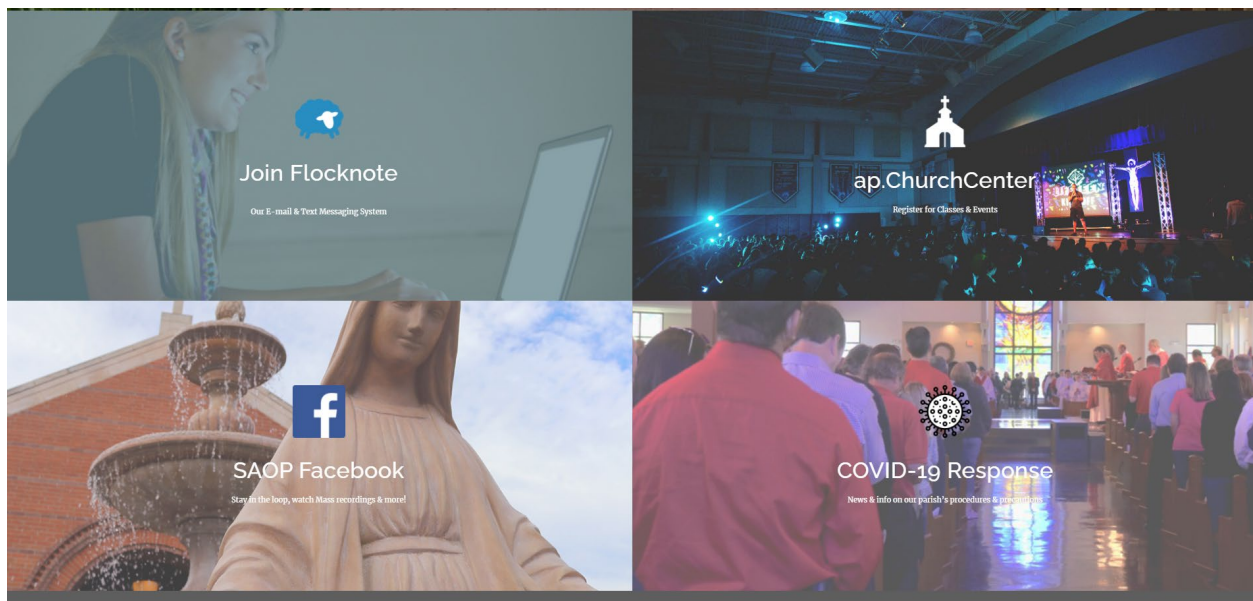 Join Flocknote
Our E-mail & Text Messaging System
ap.ChurchCenter
Register for Classes & Events
SAOP Facebook
Stay in the loop, watch Mass recordings & more!
COVID-19 Response
News & info on our parish's procedures & precautions